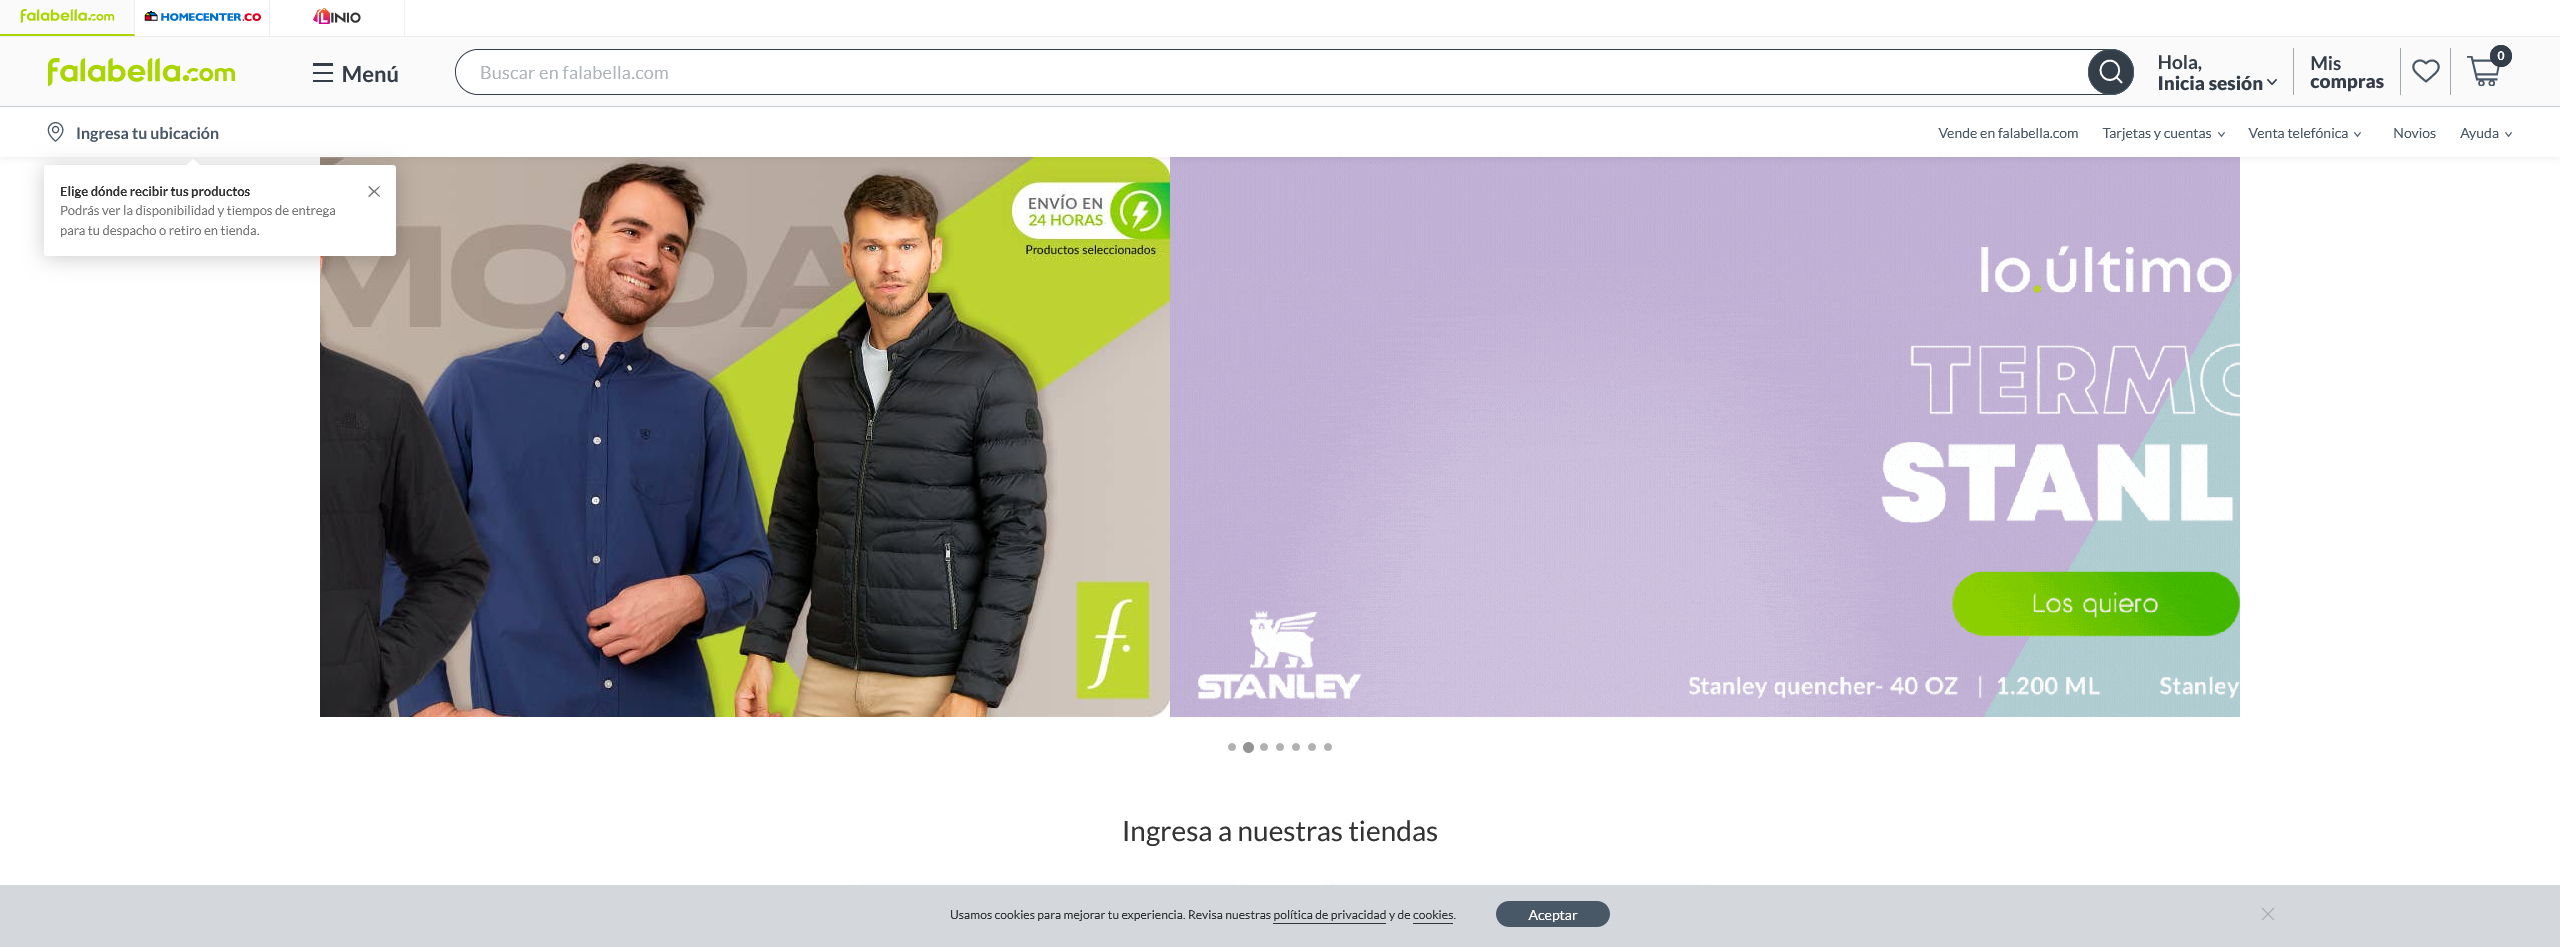 falabella.com
HOMECENTER.CO
LINIO
falabella.com
Menú
Buscar en falabella.com
Hola,
Inicia sesión
Mis
compras
0
Ingresa tu ubicación
Vende en falabella.com
Tarjetas y cuentas
Venta telefónica
Novios
Ayuda
Elige dónde recibir tus productos
Podrás ver la disponibilidad y tiempos de entrega
para tu despacho o retiro en tienda.
MODA
ENVÍO EN
24 HORAS
Productos seleccionados
f.
lo.último
TERMO
STANL
Los quiero
STANLEY
Stanley quencher- 40 OZ | 1.200 ML
Stanley
Ingresa a nuestras tiendas
Usamos cookies para mejorar tu experiencia. Revisa nuestras política de privacidad y de cookies.
Aceptar